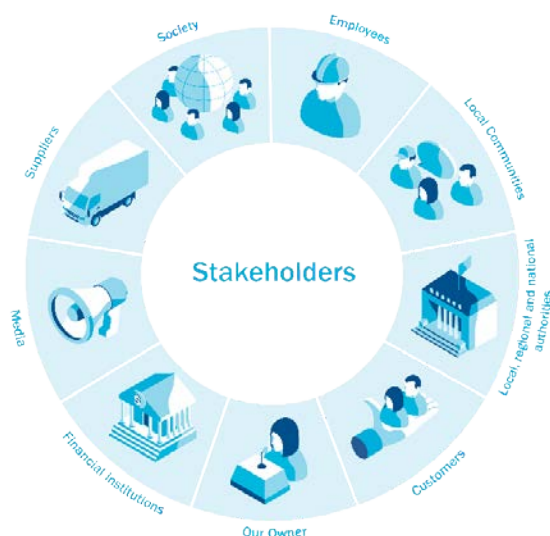 Stakeholders
Society
Employees
Local Communities
Local, regional and national
authorities
Customers
Our Owner
Financial institutions
Media
Suppliers